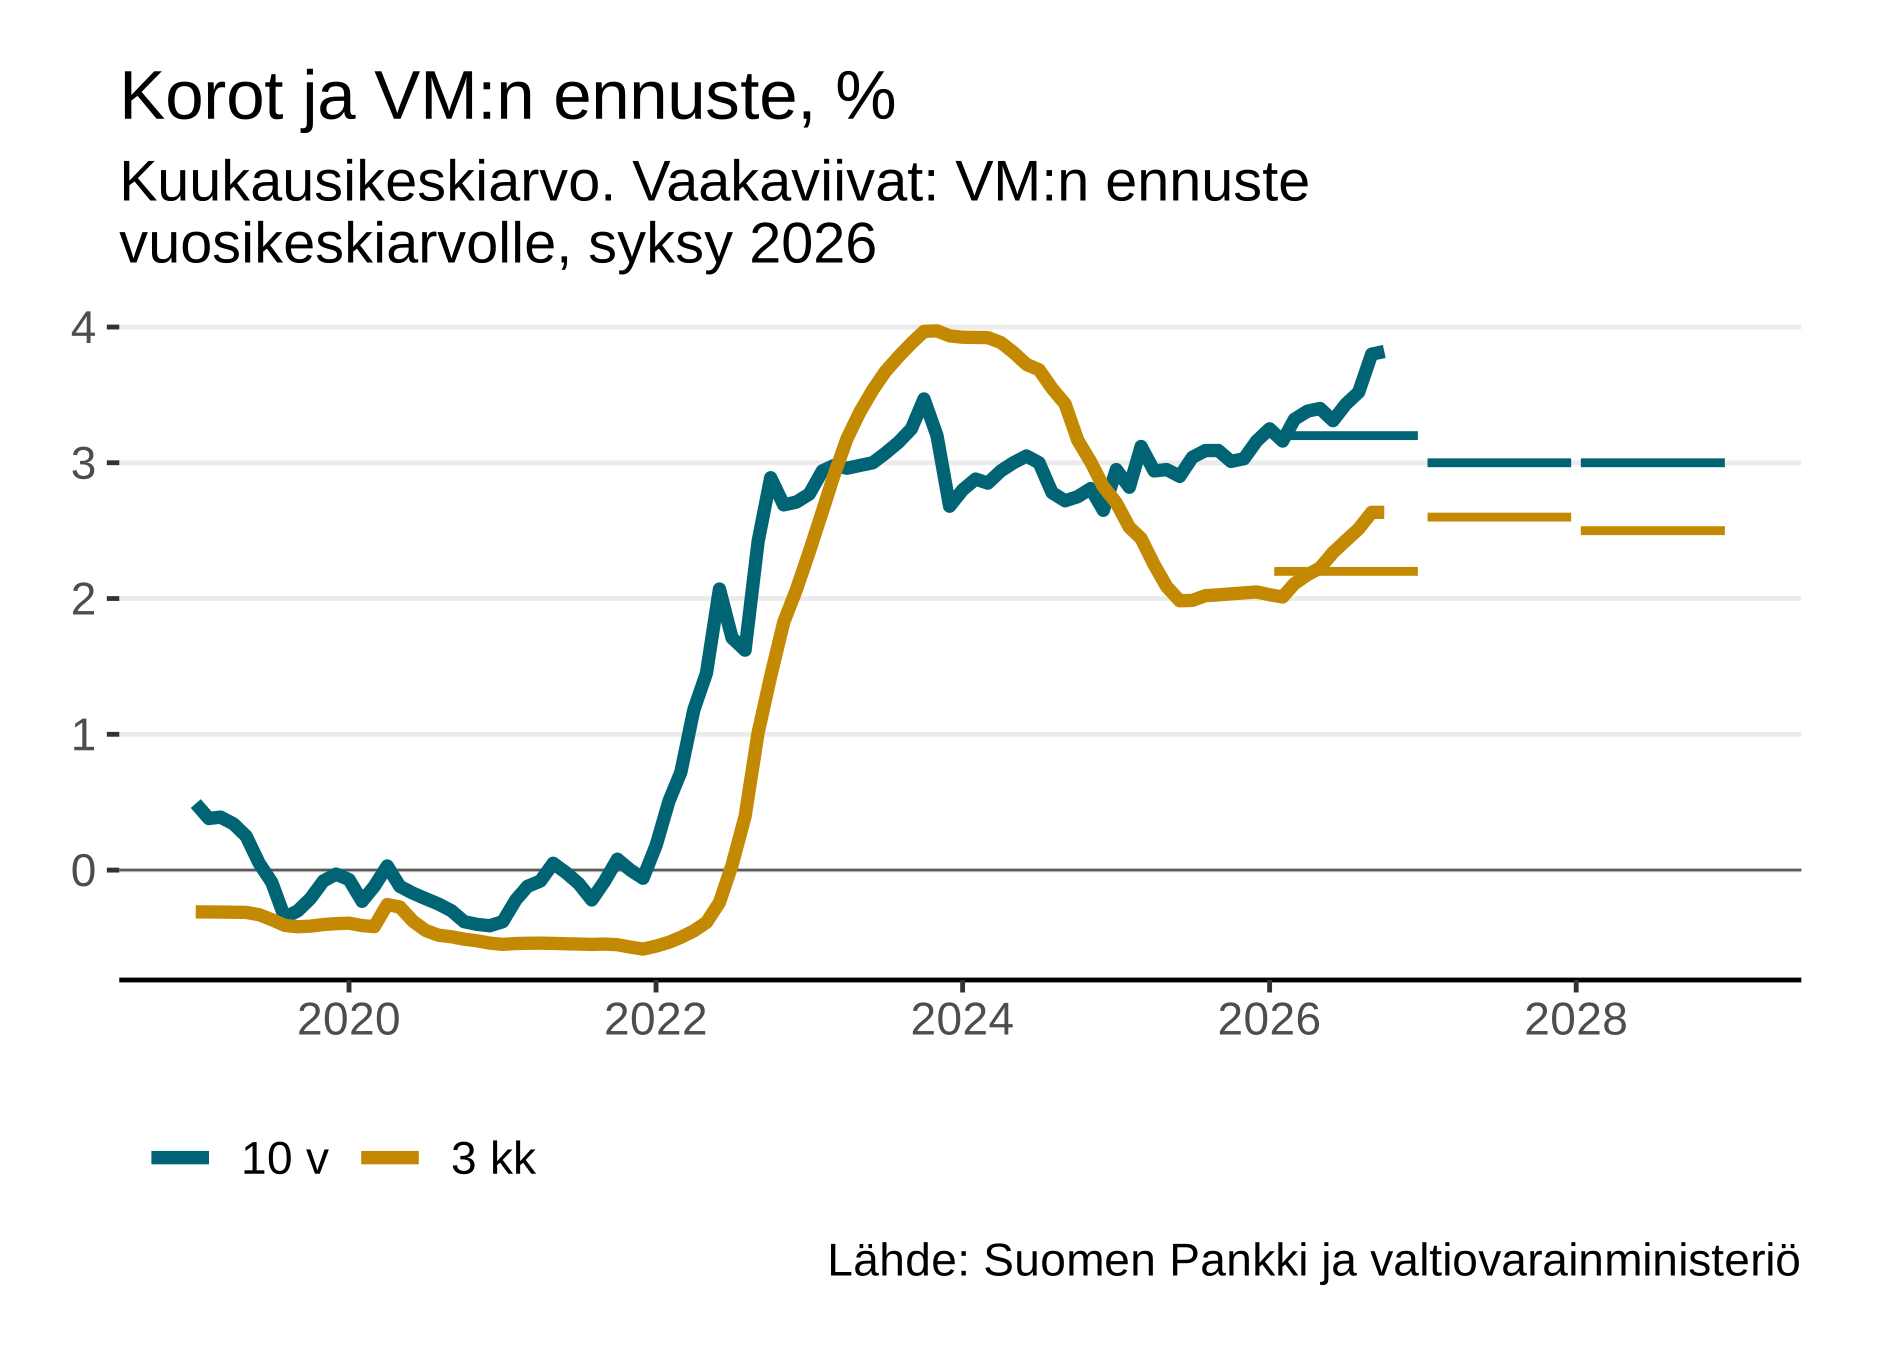 Korot ja VM:n ennuste, %
Kuukausikeskiarvo. Vaakaviivat: VM:n ennuste
vuosikeskiarvolle, syksy 2026
4
3
2
1
0
2020 2022 2024 2026 2028
10 v 3 kk
Lähde: Suomen Pankki ja valtiovarainministeriö